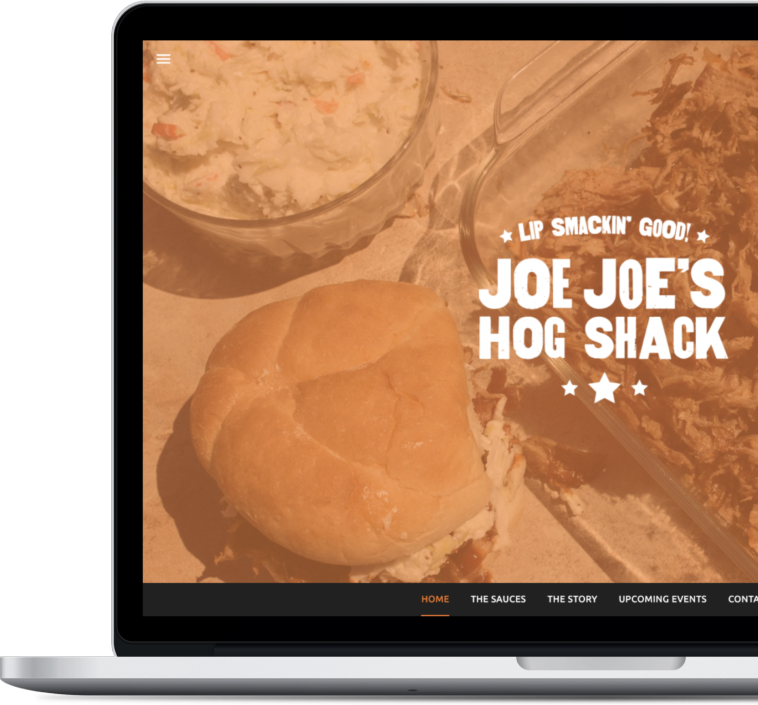 LIP SMACKIN' GOOD!
JOE JOE'S
HOG SHACK
HOME THE SAUCES THE STORY UPCOMING EVENTS CONTA